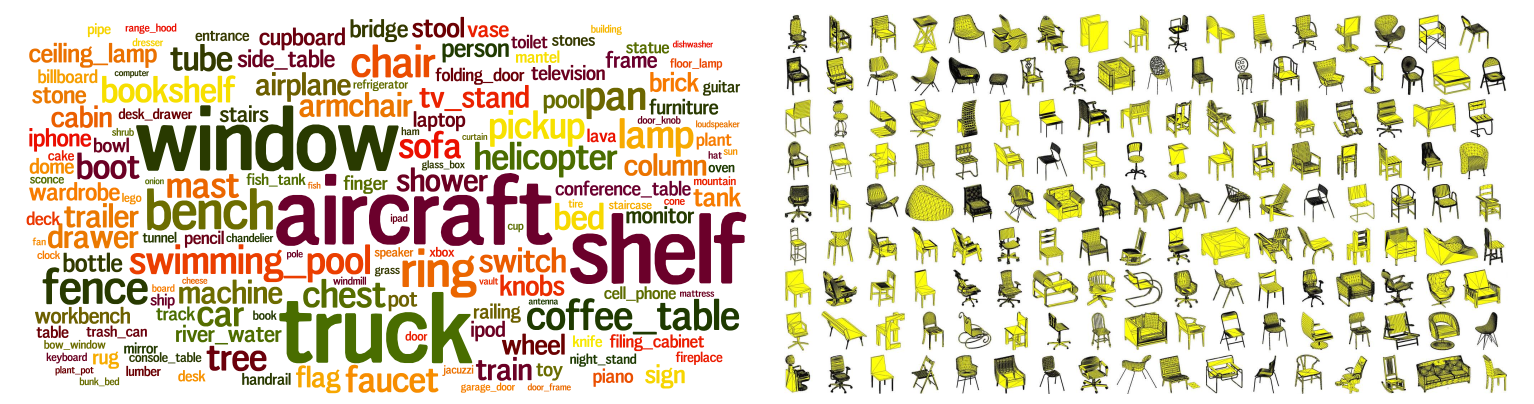 pipe range_hood entrance cupboard bridge stool vase building
dresser person toilet stones statue dishwasher
ceiling_lamp tube side_table chair mantel frame floor_lamp
billboard computer airplane refrigerator folding_door television brick guitar
stone bookshelf armchair tv_stand pool pan furniture
cabin desk_drawer stairs laptop pickup door_knob loudspeaker
iphone shrub bowl window ham sofa curtain lava lamp plant
cake boot glass_box helicopter column hat sun
dome onion mast fish_tank finger shower oven
sconce fish conference_table mountain
wardrobe lego bench aircraft tire staircase cone tank
deck trailer ipad cup bed monitor
fan drawer tunnel pencil chandelier shelf
clock pole speaker xbox
bottle swimming_pool grass ring switch
fence board cheese windmill vault knobs
ship machine chest pot antenna cell_phone mattress
workbench track car book railing coffee_table
table trash_can river_water truck door ipod
bow_window mirror wheel knife filing_cabinet
keyboard rug console_table tree night_stand fireplace
plant_pot lumber jacuzzi train toy
bunk_bed desk handrail flag faucet piano sign
garage_door door_frame